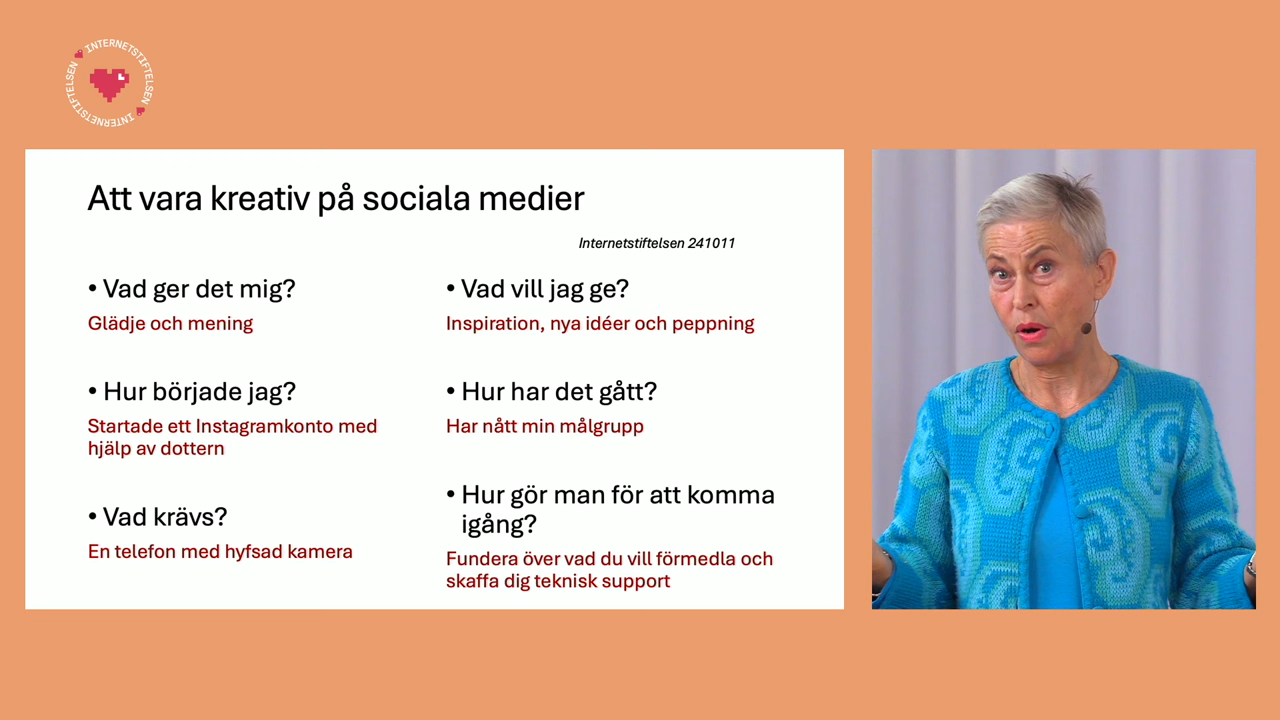 INTERNETSTIFTELSEN
INTERNETSTIFTELSEN
Att vara kreativ på sociala medier
Internetstiftelsen 241011
• Vad ger det mig?
Glädje och mening
• Hur började jag?
Startade ett Instagramkonto med
hjälp av dottern
• Vad krävs?
En telefon med hyfsad kamera
• Vad vill jag ge?
Inspiration, nya idéer och peppning
• Hur har det gått?
Har nått min målgrupp
• Hur gör man för att komma
igång?
Fundera över vad du vill förmedla och
skaffa dig teknisk support